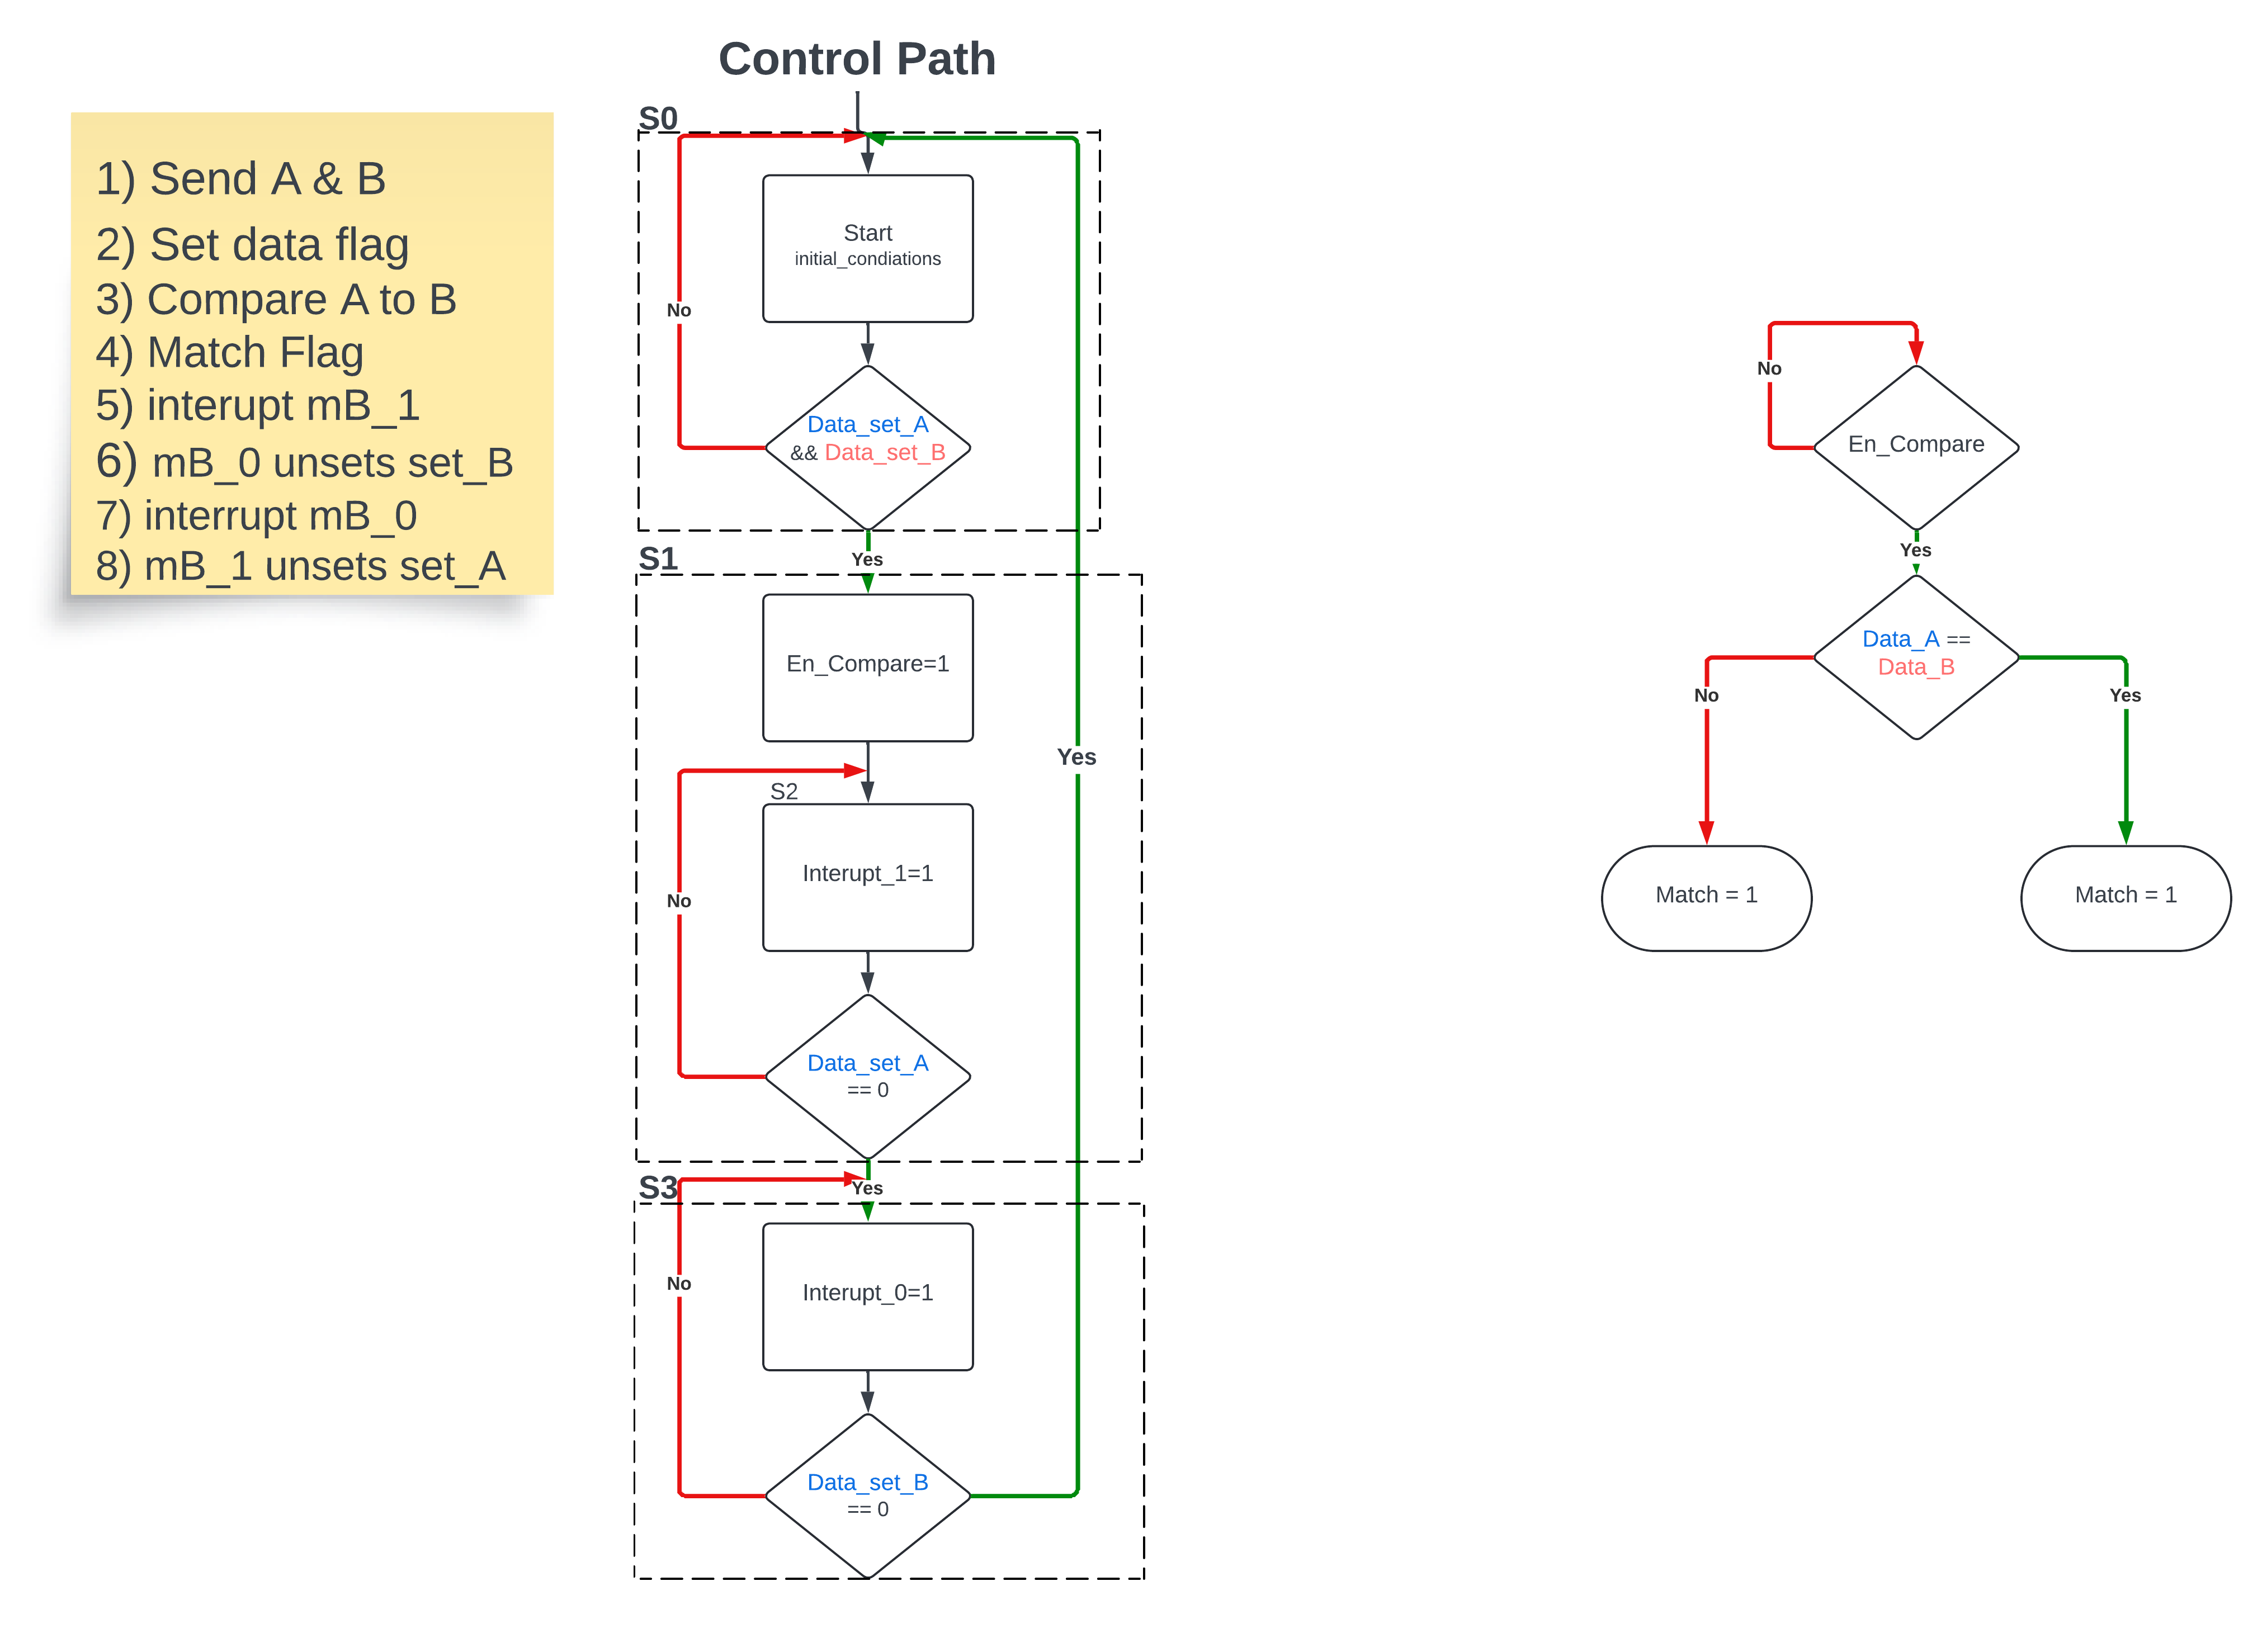 Control Path
1) Send A & B
2) Set data flag
3) Compare A to B
4) Match Flag
5) interupt mB_1
6) mB_0 unsets set_B
7) interrupt mB_0
8) mB_1 unsets set_A
S0
Start
initial_condiations
No
Data_set_A
&& Data_set_B
Yes
S1
En_Compare=1
Yes
S2
Interupt_1=1
No
Data_set_A
== 0
Yes
S3
No
Interupt_0=1
Data_set_B
== 0
No
En_Compare
Yes
Data_A ==
Data_B
No
Yes
Match = 1
Match = 1